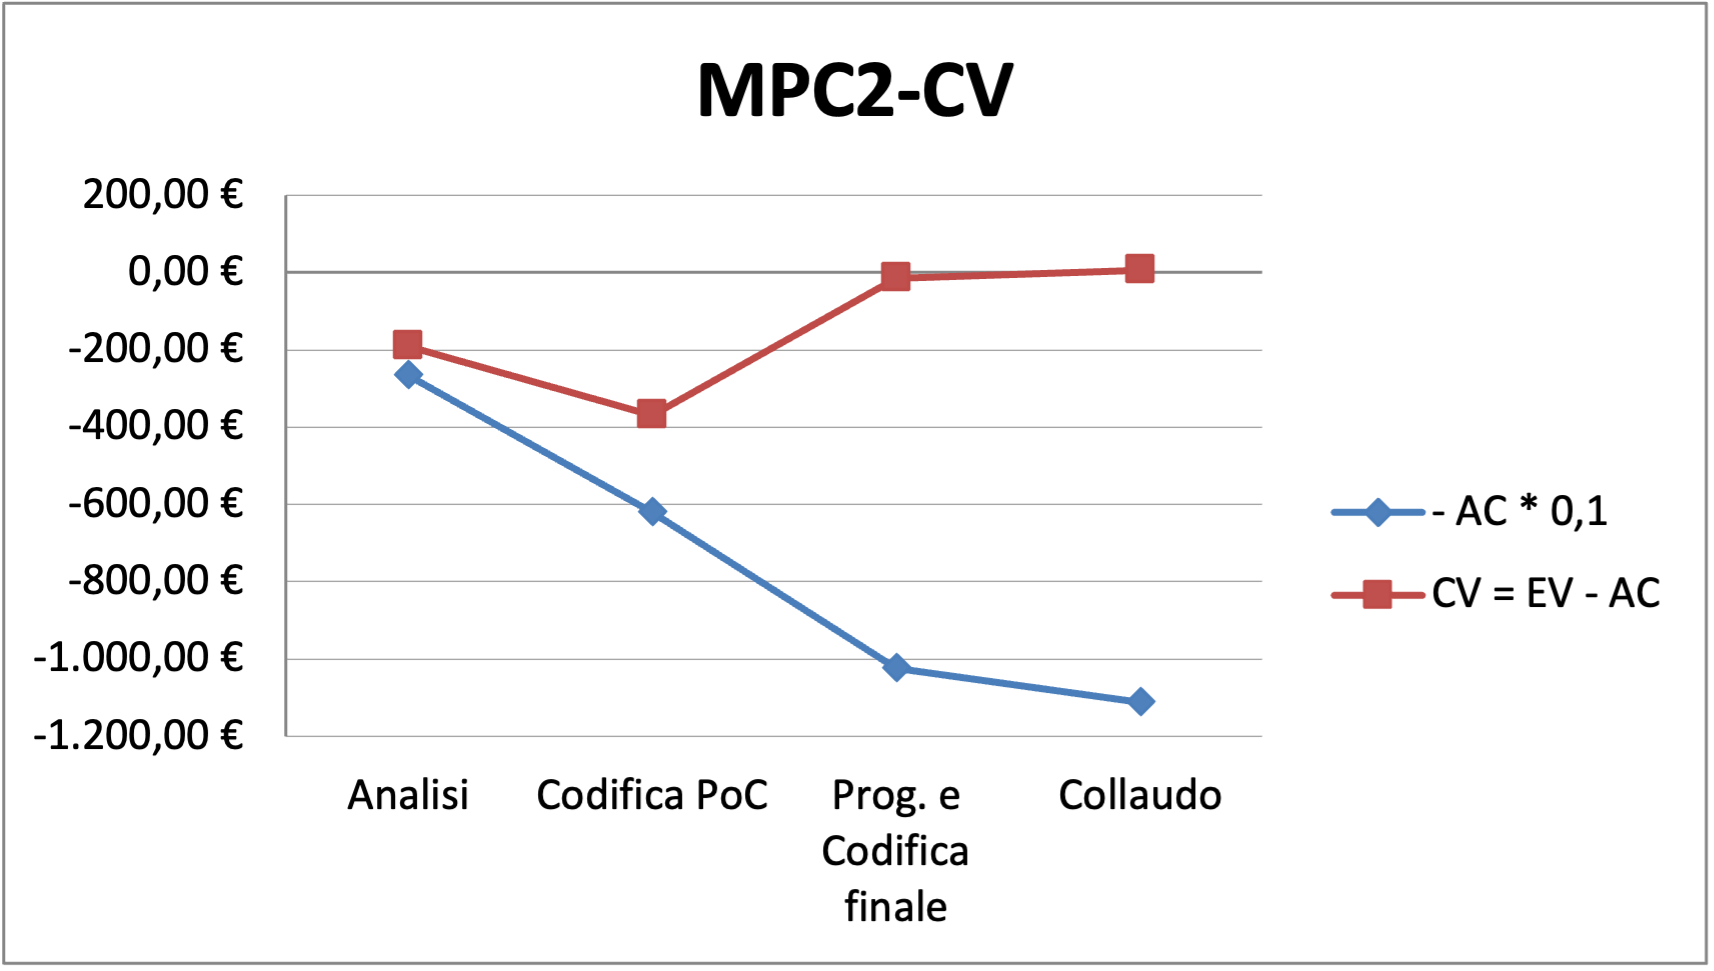 MPC2-CV
200,00 €
0,00 €
-200,00 €
-400,00 €
-600,00 €
-800,00 €
-1.000,00 €
-1.200,00 €
Analisi
Codifica PoC
Prog. e
Codifica
finale
Collaudo
- AC * 0,1
CV = EV - AC